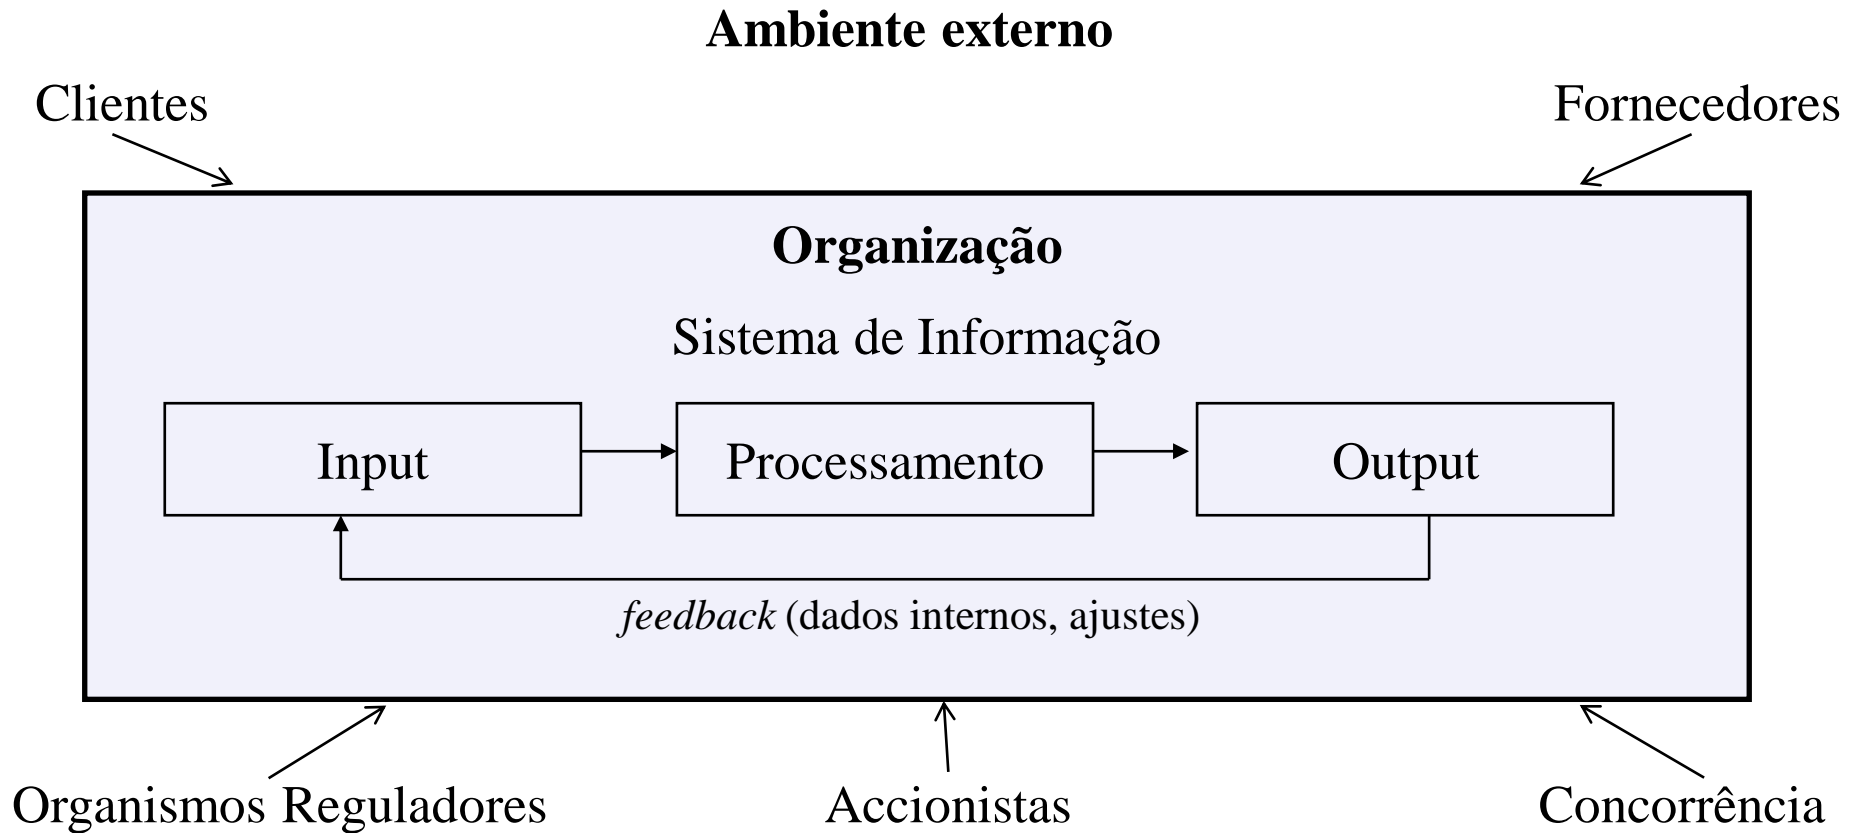 Ambiente externo
Clientes
Fornecedores
Organização
Sistema de Informação
Input
Processamento
Output
feedback (dados internos, ajustes)
Organismos Reguladores
Accionistas
Concorrência